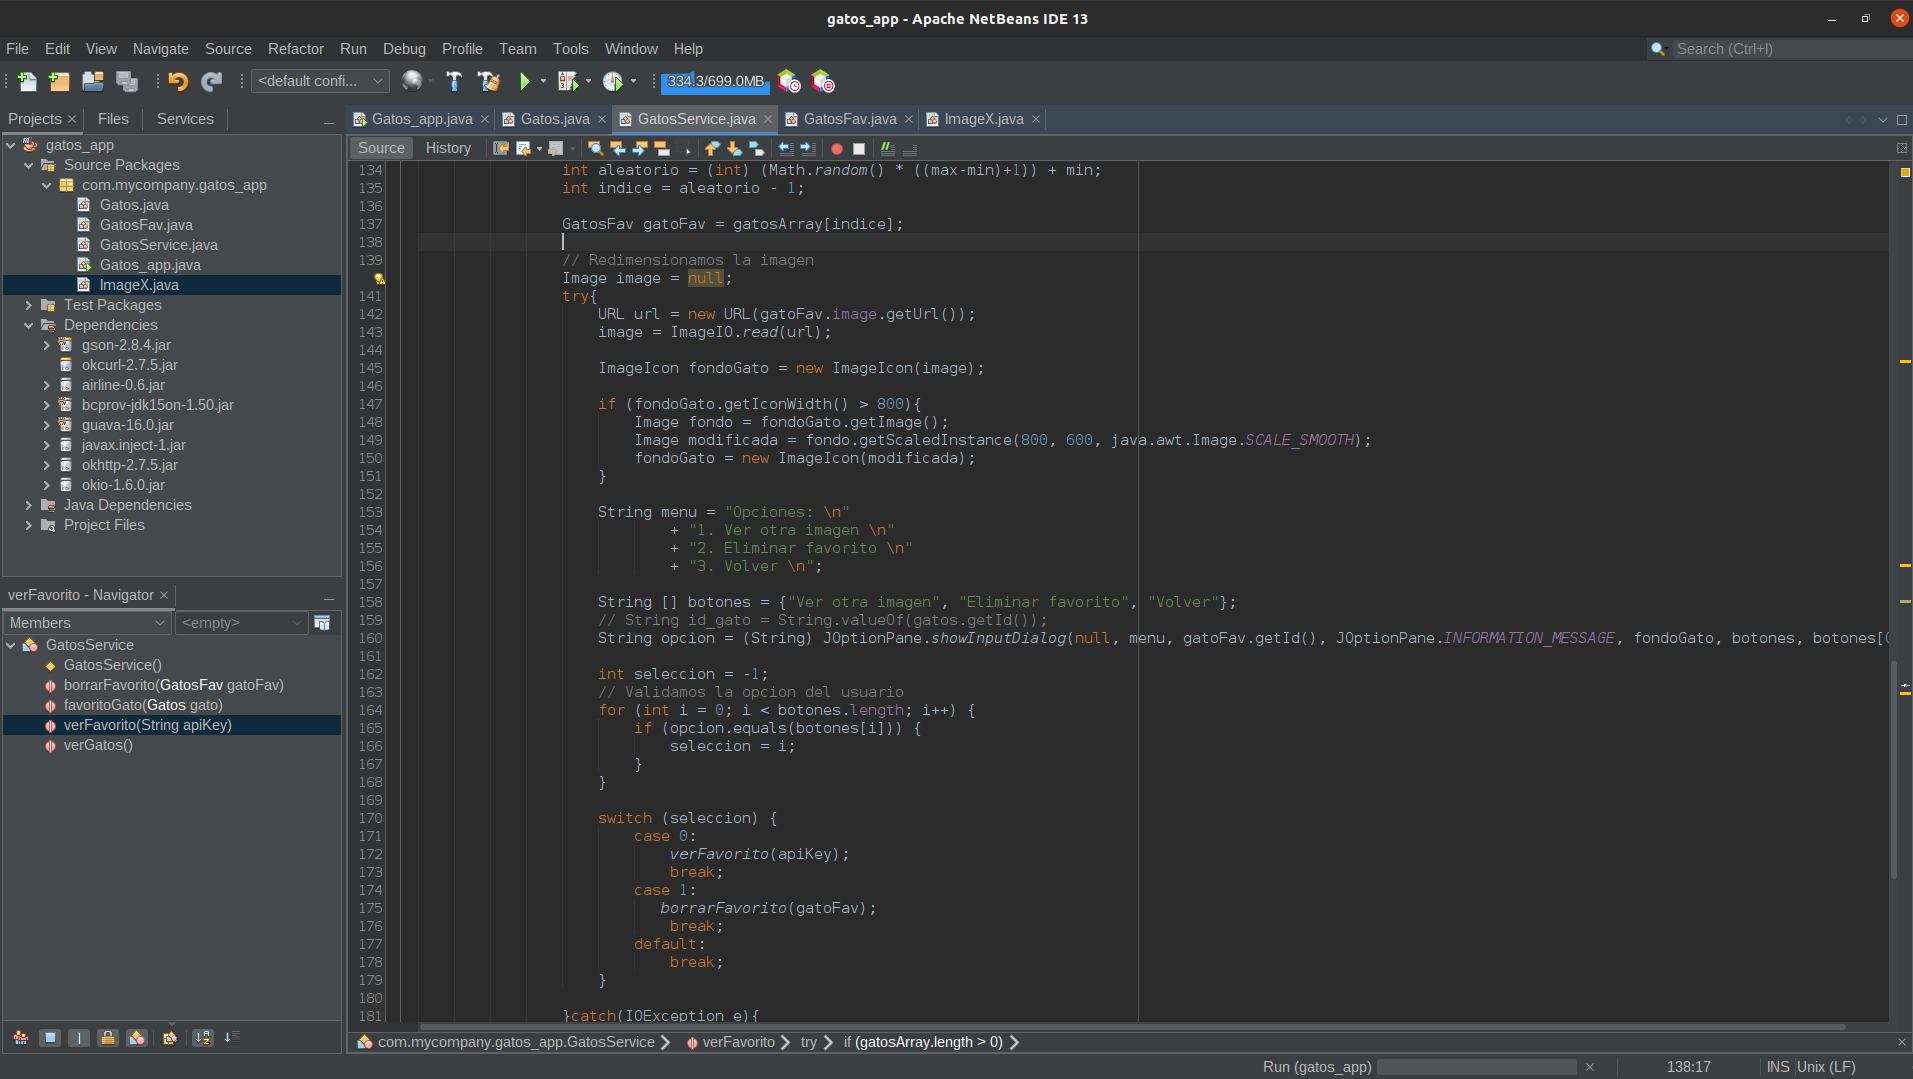 gatos_app - Apache NetBeans IDE 13
File Edit View Navigate Source Refactor Run Debug Profile Team Tools Window Help
Search (Ctrl+I)
<default confi...
334.3/699.0MB
Projects Files Services
gatos_app
Source Packages
com.mycompany.gatos_app
Gatos.java
GatosFav.java
GatosService.java
Gatos_app.java
ImageX.java
Test Packages
Dependencies
gson-2.8.4.jar
okcurl-2.7.5.jar
airline-0.6.jar
bcprov-jdk15on-1.50.jar
guava-16.0.jar
javax.inject-1.jar
okhttp-2.7.5.jar
okio-1.6.0.jar
Java Dependencies
Project Files
verFavorito - Navigator
Members <empty>
GatosService
GatosService()
borrarFavorito(GatosFav gatoFav)
favoritoGato(Gatos gato)
verFavorito(String apiKey)
verGatos()
Gatos_app.java Gatos.java GatosService.java GatosFav.java ImageX.java
Source History
134 int aleatorio = (int) (Math.random() * ((max-min)+1)) + min;
135 int indice = aleatorio - 1;
136
137 GatosFav gatoFav = gatosArray[indice];
138
139 // Redimensionamos la imagen
Image image = null;
141 try{
142 URL url = new URL(gatoFav.image.getUrl());
143 image = ImageIO.read(url);
144
145 ImageIcon fondoGato = new ImageIcon(image);
146
147 if (fondoGato.getIconWidth() > 800){
148 Image fondo = fondoGato.getImage();
149 Image modificada = fondo.getScaledInstance(800, 600, java.awt.Image.SCALE_SMOOTH);
150 fondoGato = new ImageIcon(modificada);
151 }
152
153 String menu = "Opciones: \n"
154 + "1. Ver otra imagen \n"
155 + "2. Eliminar favorito \n"
156 + "3. Volver \n";
157
158 String [] botones = {"Ver otra imagen", "Eliminar favorito", "Volver"};
159 // String id_gato = String.valueOf(gatos.getId());
160 String opcion = (String) JOptionPane.showInputDialog(null, menu, gatoFav.getId(), JOptionPane.INFORMATION_MESSAGE, fondoGato, botones, botones[0
161
162 int seleccion = -1;
163 // Validamos la opcion del usuario
164 for (int i = 0; i < botones.length; i++) {
165 if (opcion.equals(botones[i])) {
166 seleccion = i;
167 }
168 }
169
170 switch (seleccion) {
171 case 0:
172 verFavorito(apiKey);
173 break;
174 case 1:
175 borrarFavorito(gatoFav);
176 break;
177 default:
178 break;
179 }
180
181 }catch(IOException e){
com.mycompany.gatos_app.GatosService verFavorito try if (gatosArray.length > 0)
Run (gatos_app) 138:17 INS Unix (LF)